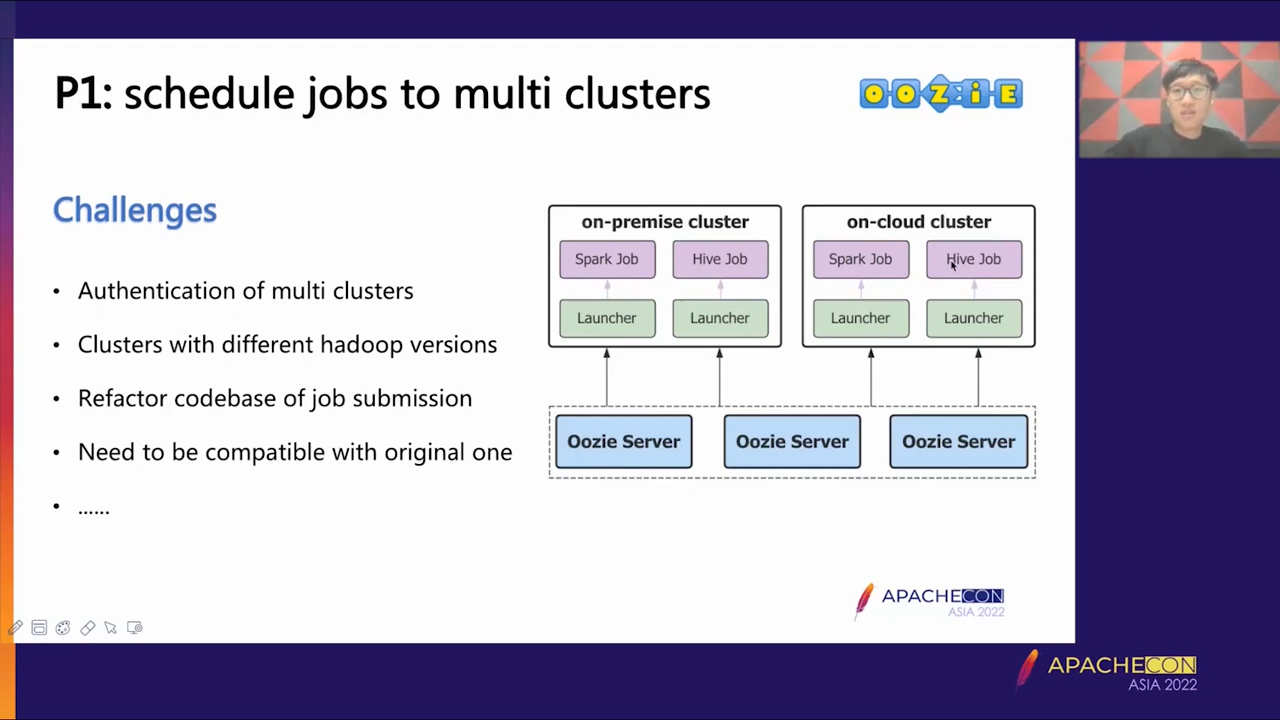 P1: schedule jobs to multi clusters
OOZiE
Challenges
• Authentication of multi clusters
• Clusters with different hadoop versions
• Refactor codebase of job submission
• Need to be compatible with original one
• ......
on-premise cluster
Spark Job
Hive Job
Launcher
Launcher
on-cloud cluster
Spark Job
Hive Job
Launcher
Launcher
Oozie Server
Oozie Server
Oozie Server
APACHECON
ASIA 2022
APACHECON
ASIA 2022